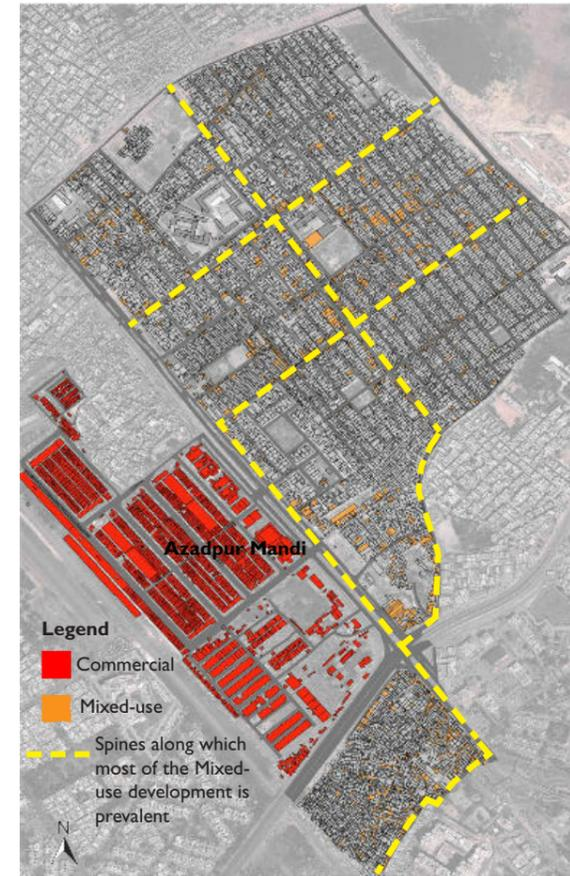 Azadpur Mandi
Legend
Commercial
Mixed-use
Spines along which
most of the Mixed-
use development is
prevalent
N